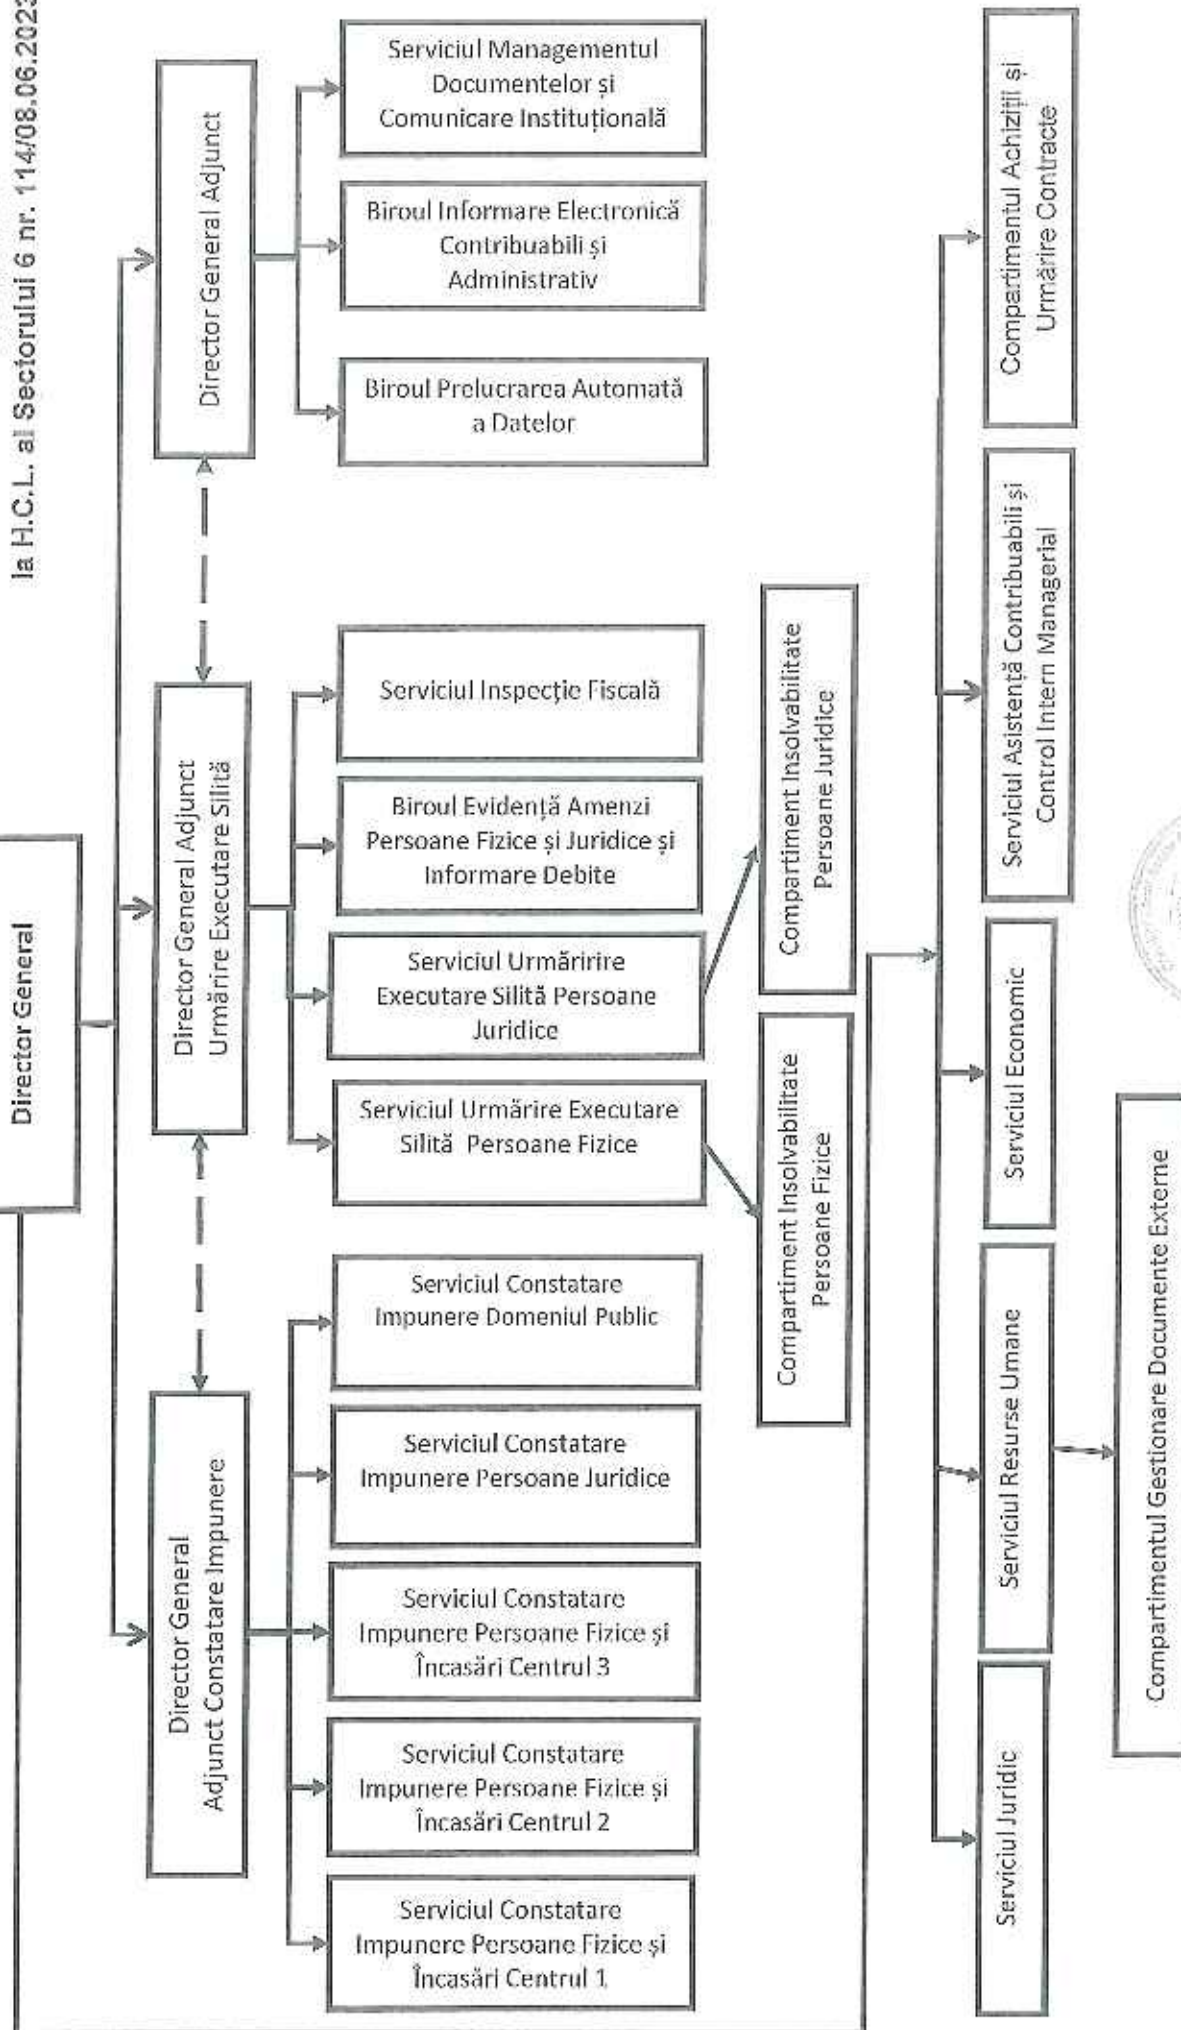 la H.C.L. al Sectorului 6 nr. 114/08.06.2023
Director General
Director General
Adjunct Constatare Impunere
Director General Adjunct
Urmărire Executare Silită
Director General Adjunct
Serviciul Constatare
Impunere Persoane Fizice și
Încasări Centrul 1
Serviciul Constatare
Impunere Persoane Fizice și
Încasări Centrul 2
Serviciul Constatare
Impunere Persoane Fizice și
Încasări Centrul 3
Serviciul Constatare
Impunere Persoane Juridice
Serviciul Constatare
Impunere Domeniul Public
Serviciul Urmărire Executare
Silită Persoane Fizice
Serviciul Urmăririre
Executare Silită Persoane
Juridice
Biroul Evidență Amenzi
Persoane Fizice și Juridice și
Informare Debite
Serviciul Inspecție Fiscală
Biroul Prelucrarea Automată
a Datelor
Biroul Informare Electronică
Contribuabili și
Administrativ
Serviciul Managementul
Documentelor și
Comunicare Instituțională
Compartiment Insolvabilitate
Persoane Fizice
Compartiment Insolvabilitate
Persoane Juridice
Serviciul Juridic
Serviciul Resurse Umane
Serviciul Economic
Serviciul Asistență Contribuabili și
Control Intern Managerial
Compartimentul Achiziții și
Urmărire Contracte
Compartimentul Gestionare Documente Externe